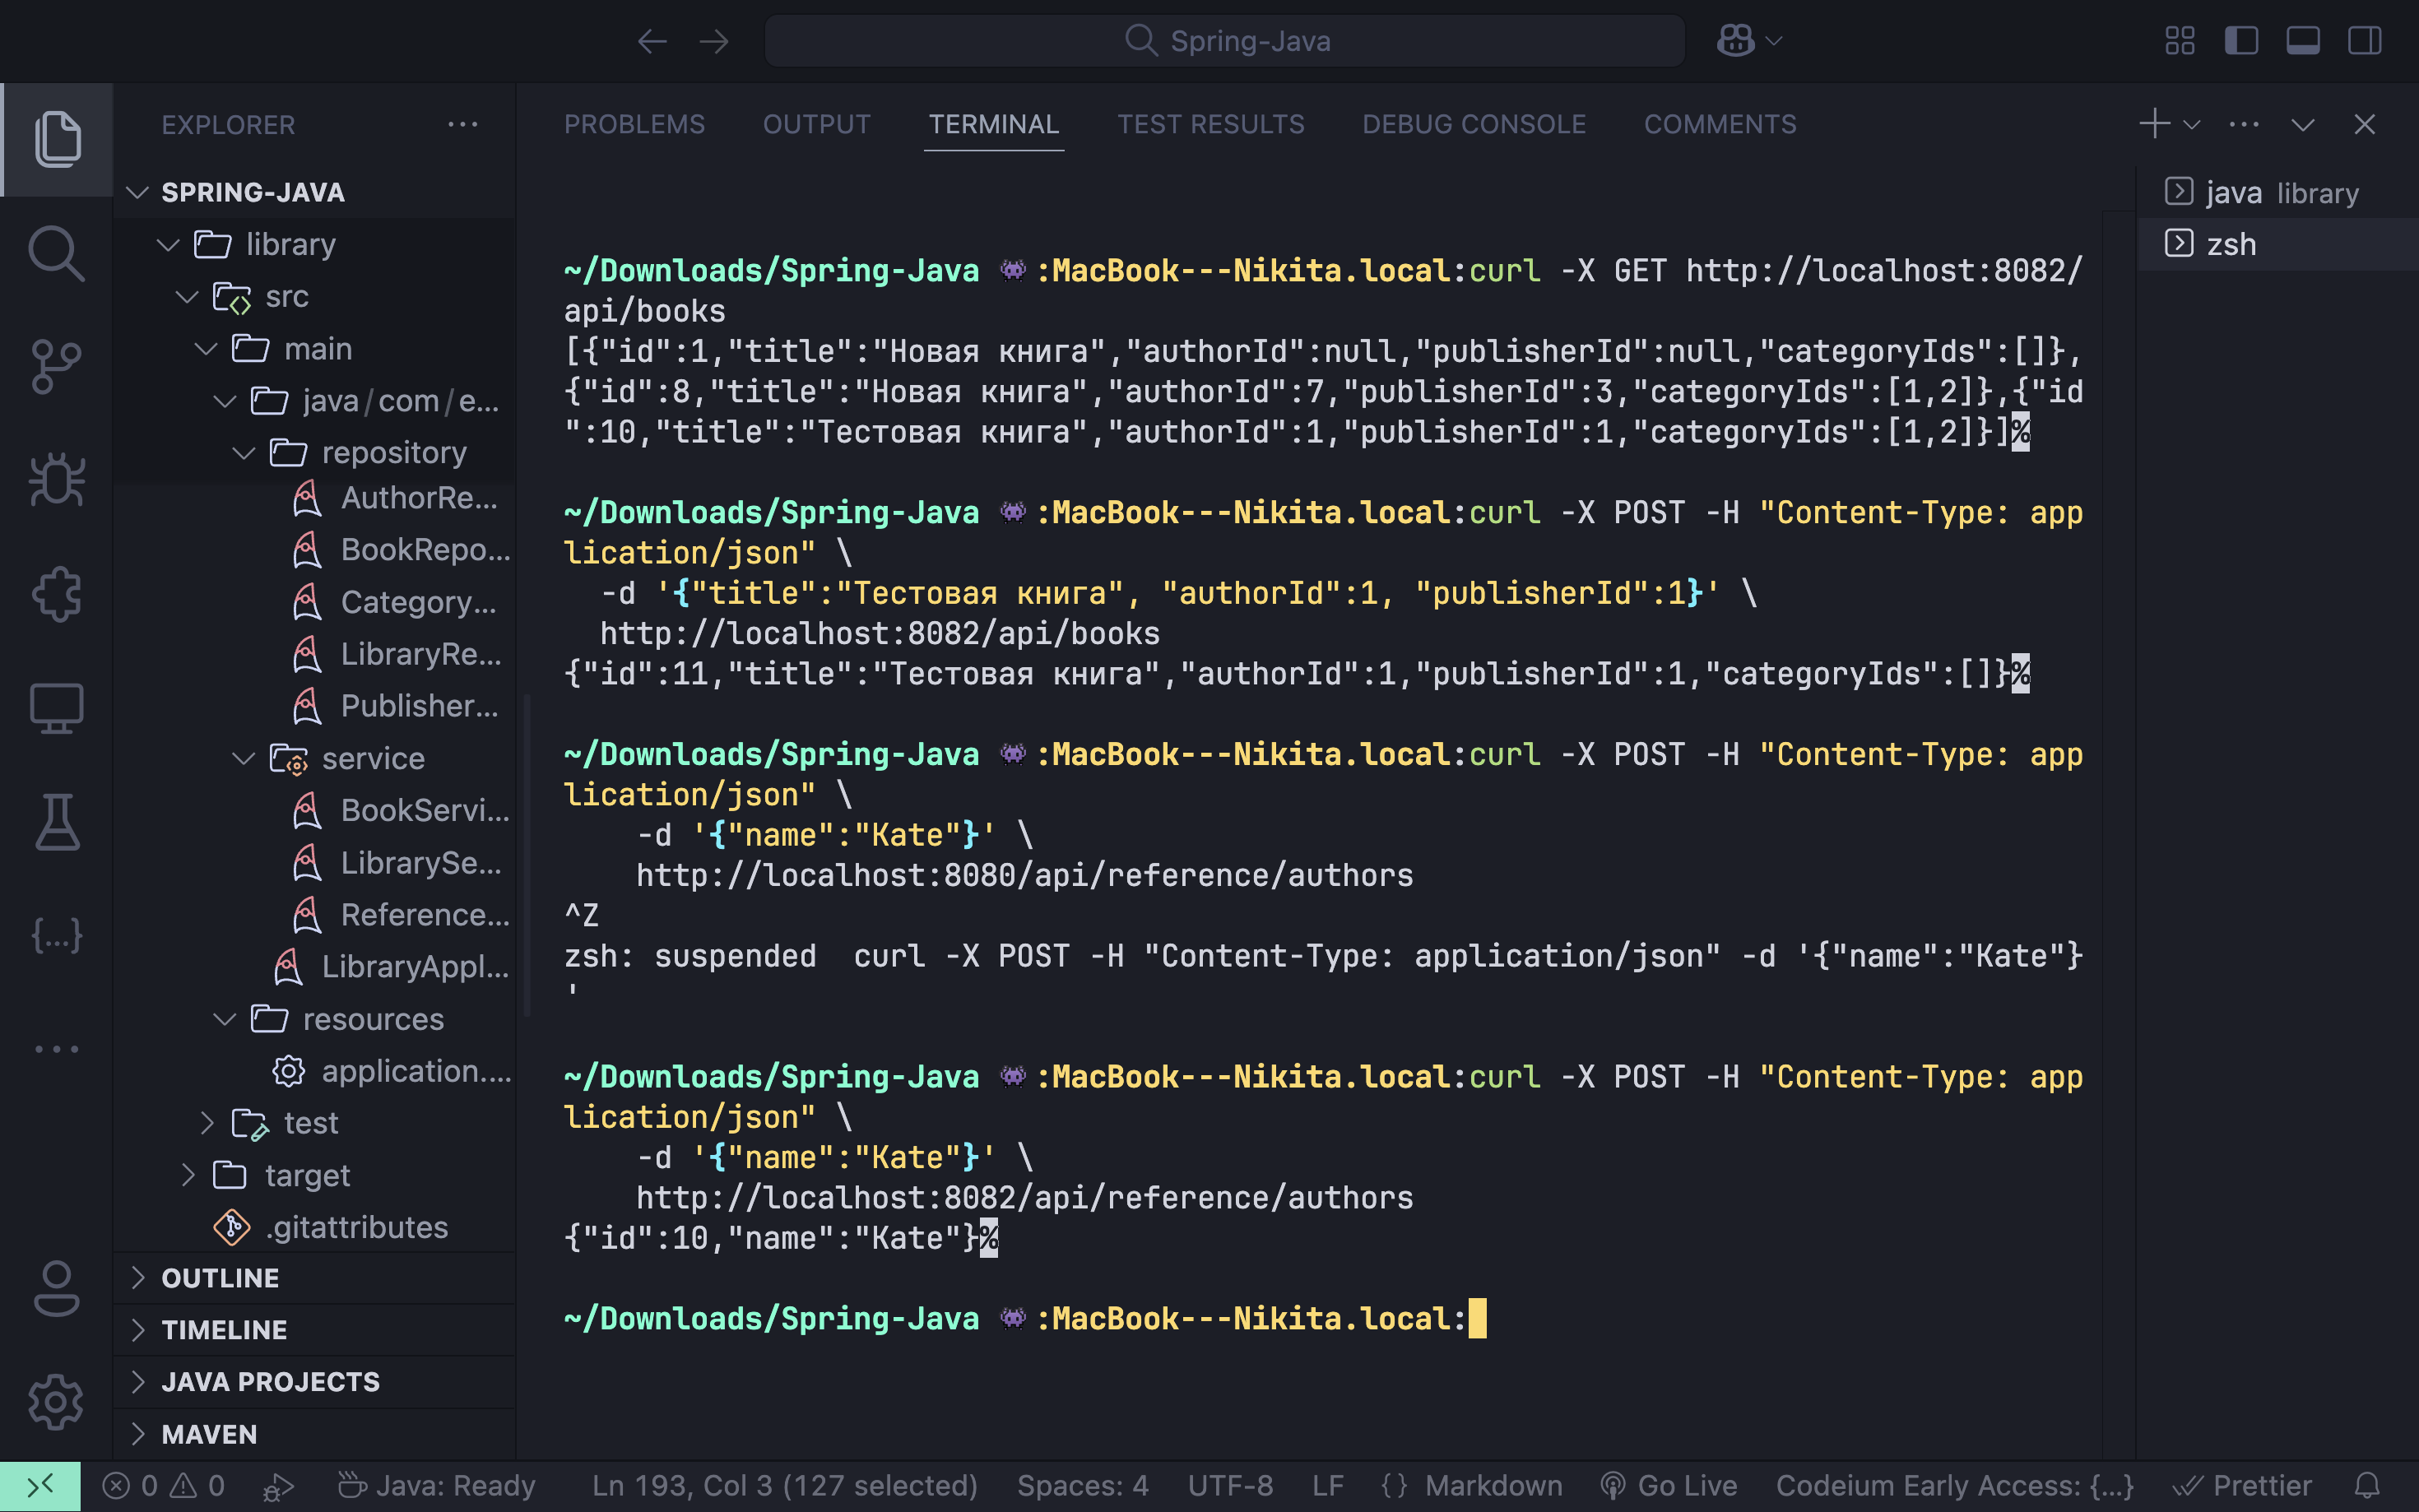 Spring-Java
EXPLORER
SPRING-JAVA
library
src
main
java/com/e...
repository
AuthorRe...
BookRepo...
Category...
LibraryRe...
Publisher...
service
BookServi...
LibrarySe...
Reference...
LibraryAppl...
resources
application....
test
target
.gitattributes
OUTLINE
TIMELINE
JAVA PROJECTS
MAVEN
PROBLEMS OUTPUT TERMINAL TEST RESULTS DEBUG CONSOLE COMMENTS
~/Downloads/Spring-Java 👾:MacBook---Nikita.local:curl -X GET http://localhost:8082/
api/books
[{"id":1,"title":"Новая книга","authorId":null,"publisherId":null,"categoryIds":[]},
{"id":8,"title":"Новая книга","authorId":7,"publisherId":3,"categoryIds":[1,2]},{"id
":10,"title":"Тестовая книга","authorId":1,"publisherId":1,"categoryIds":[1,2]}]%
~/Downloads/Spring-Java 👾:MacBook---Nikita.local:curl -X POST -H "Content-Type: app
lication/json" \
-d '{"title":"Тестовая книга", "authorId":1, "publisherId":1}' \
http://localhost:8082/api/books
{"id":11,"title":"Тестовая книга","authorId":1,"publisherId":1,"categoryIds":[]}%
~/Downloads/Spring-Java 👾:MacBook---Nikita.local:curl -X POST -H "Content-Type: app
lication/json" \
-d '{"name":"Kate"}' \
http://localhost:8080/api/reference/authors
^Z
zsh: suspended  curl -X POST -H "Content-Type: application/json" -d '{"name":"Kate"}
'
~/Downloads/Spring-Java 👾:MacBook---Nikita.local:curl -X POST -H "Content-Type: app
lication/json" \
-d '{"name":"Kate"}' \
http://localhost:8082/api/reference/authors
{"id":10,"name":"Kate"}%
~/Downloads/Spring-Java 👾:MacBook---Nikita.local:
java library
zsh
0 0 Java: Ready Ln 193, Col 3 (127 selected) Spaces: 4 UTF-8 LF {} Markdown Go Live Codeium Early Access: {...} Prettier